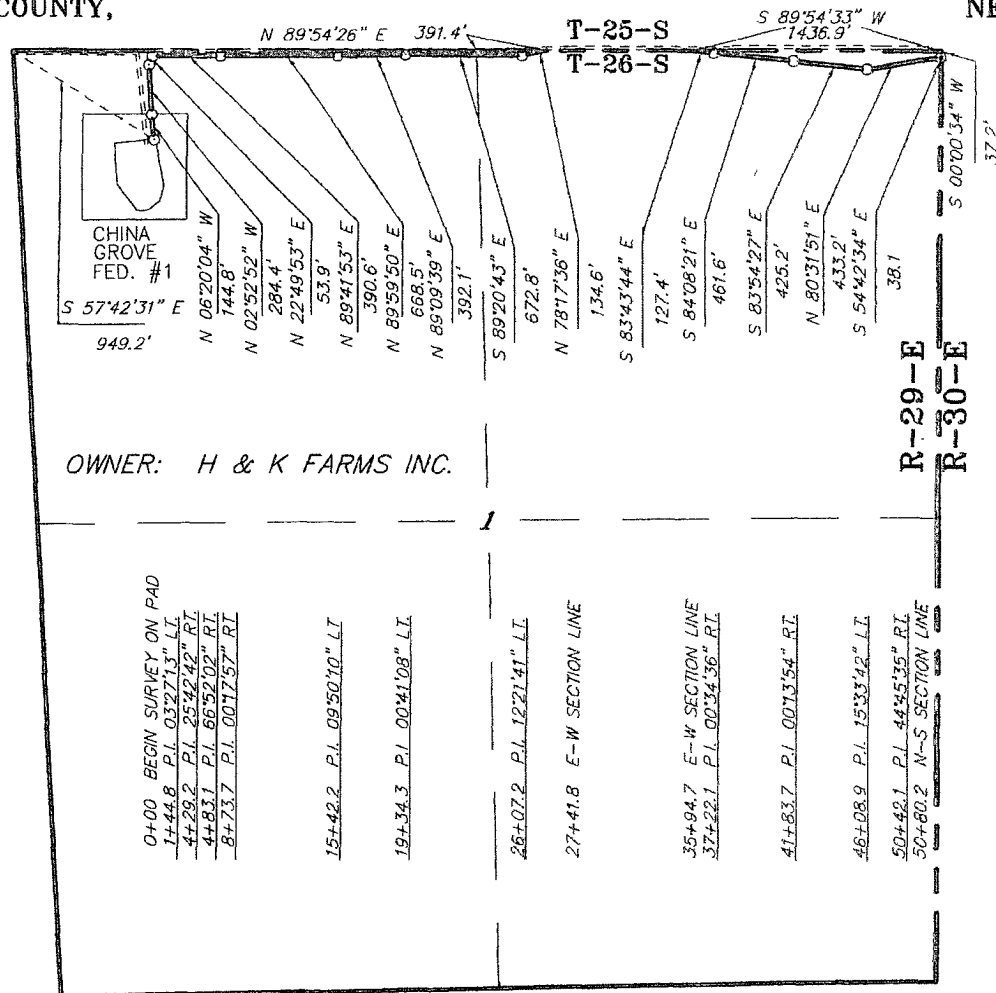 COUNTY,
NE
N 89°54'26" E 391.4'
T-25-S
T-26-S
S 89°54'33" W
1436.9'
S 00°00'34" W
37.9'
CHINA
GROVE
FED. #1
S 57°42'31" E
949.2'
N 06°20'04" W
144.8'
N 02°52'52" W
284.4'
N 22°49'53" E
53.9'
N 89°41'53" E
390.6'
N 89°59'50" E
668.5'
N 89°09'39" E
392.1'
S 89°20'43" E
672.8'
N 78°17'36" E
134.6'
S 83°43'44" E
127.4'
S 84°08'21" E
461.6'
S 83°54'27" E
425.2'
N 80°31'51" E
433.2'
S 54°42'34" E
38.1
R-29-E
R-30-E
OWNER: H & K FARMS INC.
1
0+00 BEGIN SURVEY ON PAD
1+44.8 P.I. 03°27'13" LT.
4+29.2 P.I. 25°42'42" RT.
4+83.1 P.I. 66°52'02" RT.
8+73.7 P.I. 00°17'57" RT
15+42.2 P.I. 09°50'10" LT
19+34.3 P.I 00°41'08" LT.
26+07.2 P.I. 12°21'41" LT.
27+41.8 E-W SECTION LINE
35+94.7 E-W SECTION LINE
37+22.1 P.I. 00°34'36" RT.
41+83.7 P.I 00°13'54" RT.
46+08.9 P.I. 15°33'42" LT.
50+42.1 P.I. 44°45'35" RT.
50+80.2 N-S SECTION LINE